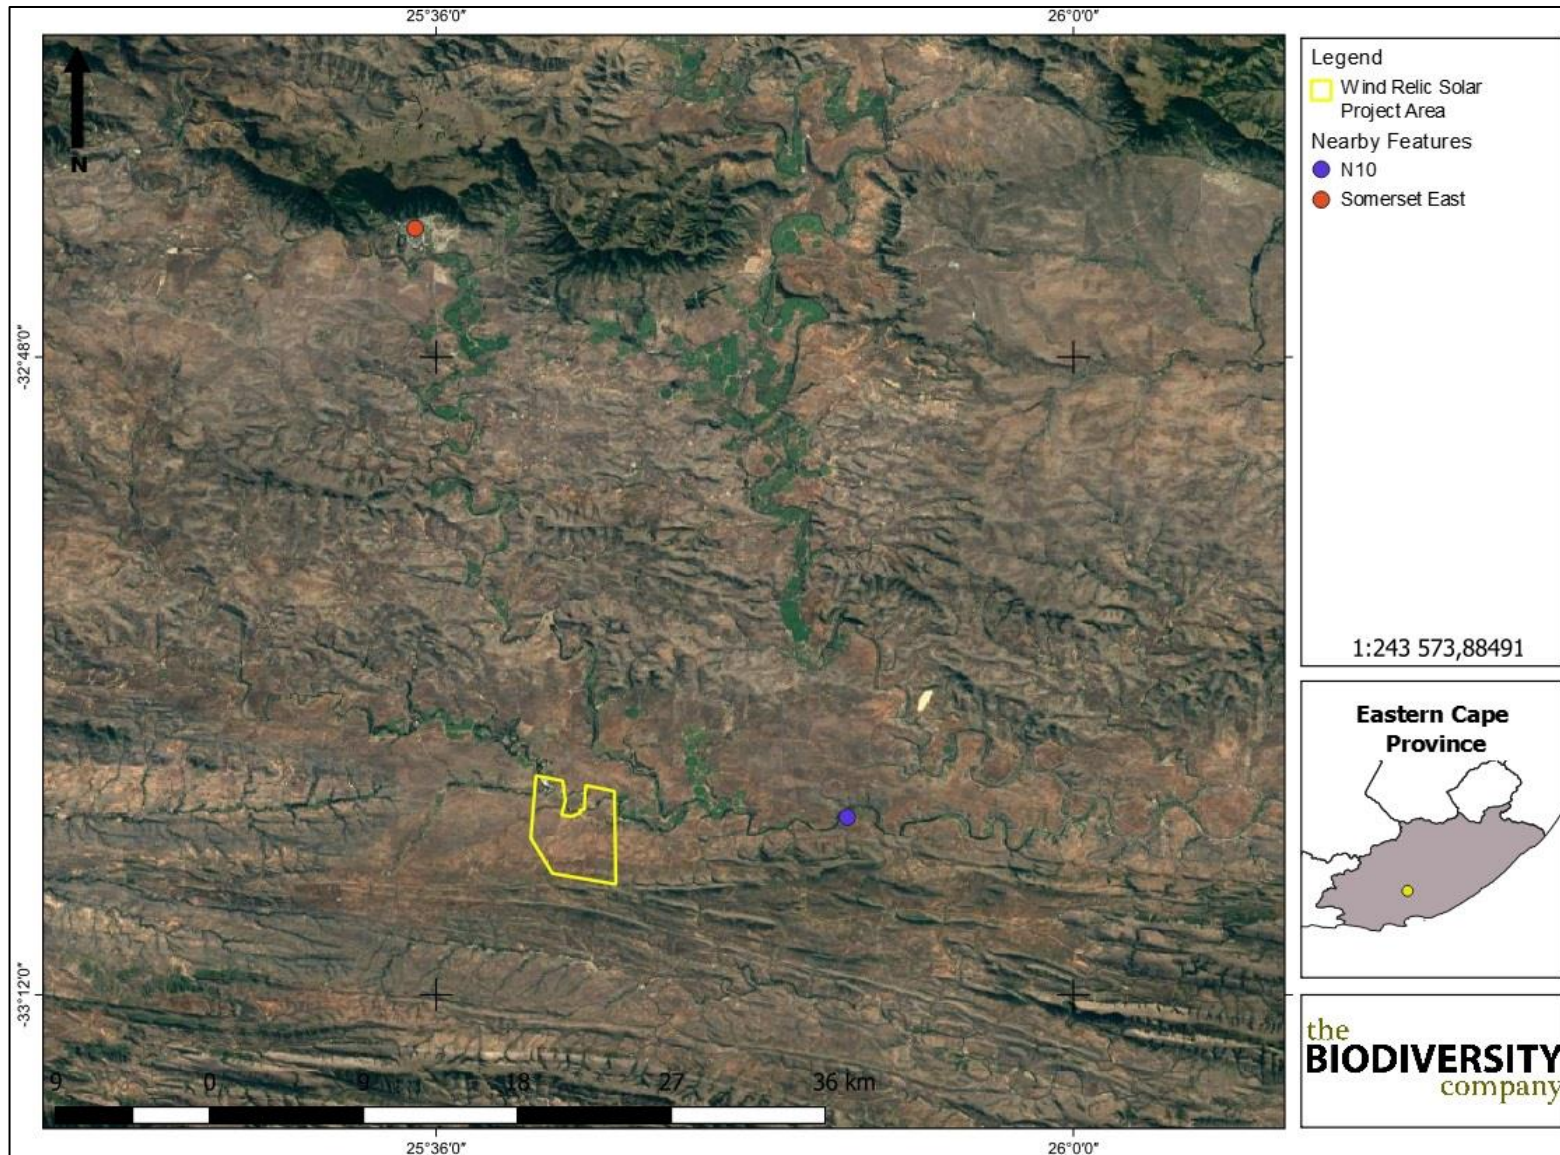 25°36'0″
26°0'0″
N
-32°48'0″
-33°12'0″
9
0
9
18
27
36 km
25°36'0″
26°0'0″
Legend
Wind Relic Solar
Project Area
Nearby Features
N10
Somerset East
1:243 573,88491
Eastern Cape
Province
the
BIODIVERSITY
company